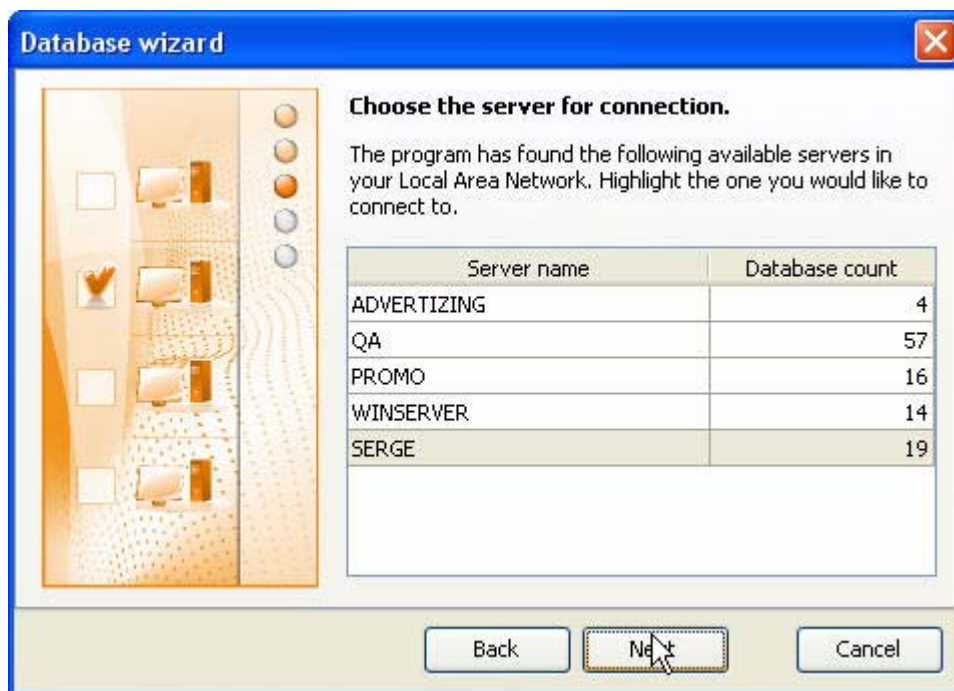 Database wizard
Choose the server for connection.
The program has found the following available servers in
your Local Area Network. Highlight the one you would like to
connect to.
Server name Database count
ADVERTIZING 4
QA 57
PROMO 16
WINSERVER 14
SERGE 19
Back Next Cancel